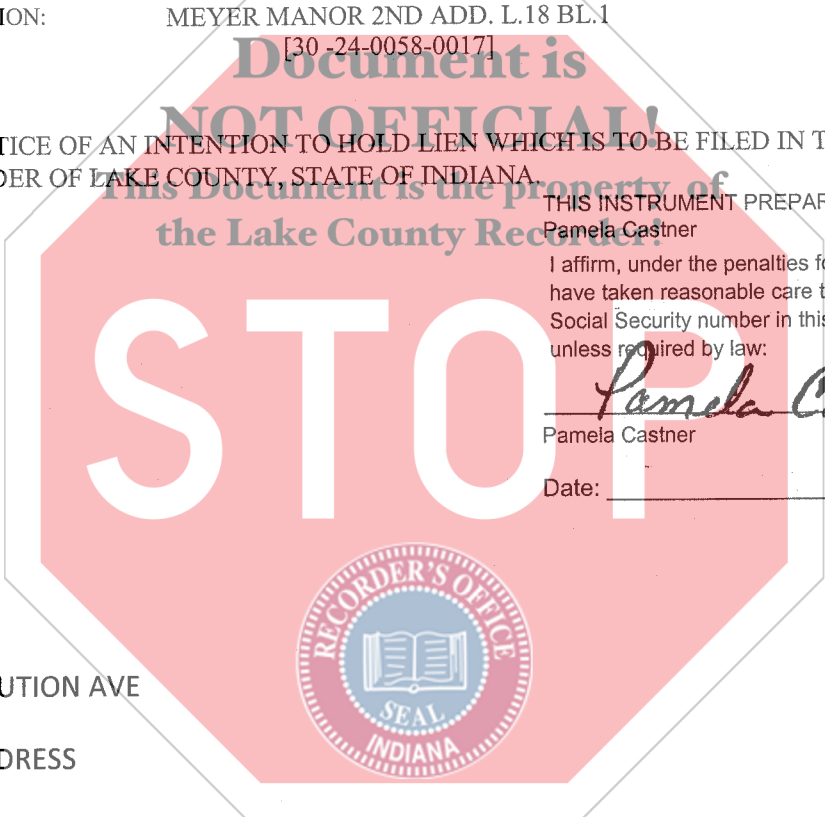 ION: MEYER MANOR 2ND ADD. L.18 BL.1
[30 -24-0058-0017]
Document is
NOT OFFICIAL!
TICE OF AN INTENTION TO HOLD LIEN WHICH IS TO BE FILED IN T
DER OF LAKE COUNTY, STATE OF INDIANA.
This Document is the property of
the Lake County Recorder!
THIS INSTRUMENT PREPAR
Pamela Castner
I affirm, under the penalties fo
have taken reasonable care t
Social Security number in this
unless required by law:
Pamela C
Pamela Castner
Date:
STOP
RECORDER'S OFFICE
SEAL
INDIANA
UTION AVE
DRESS